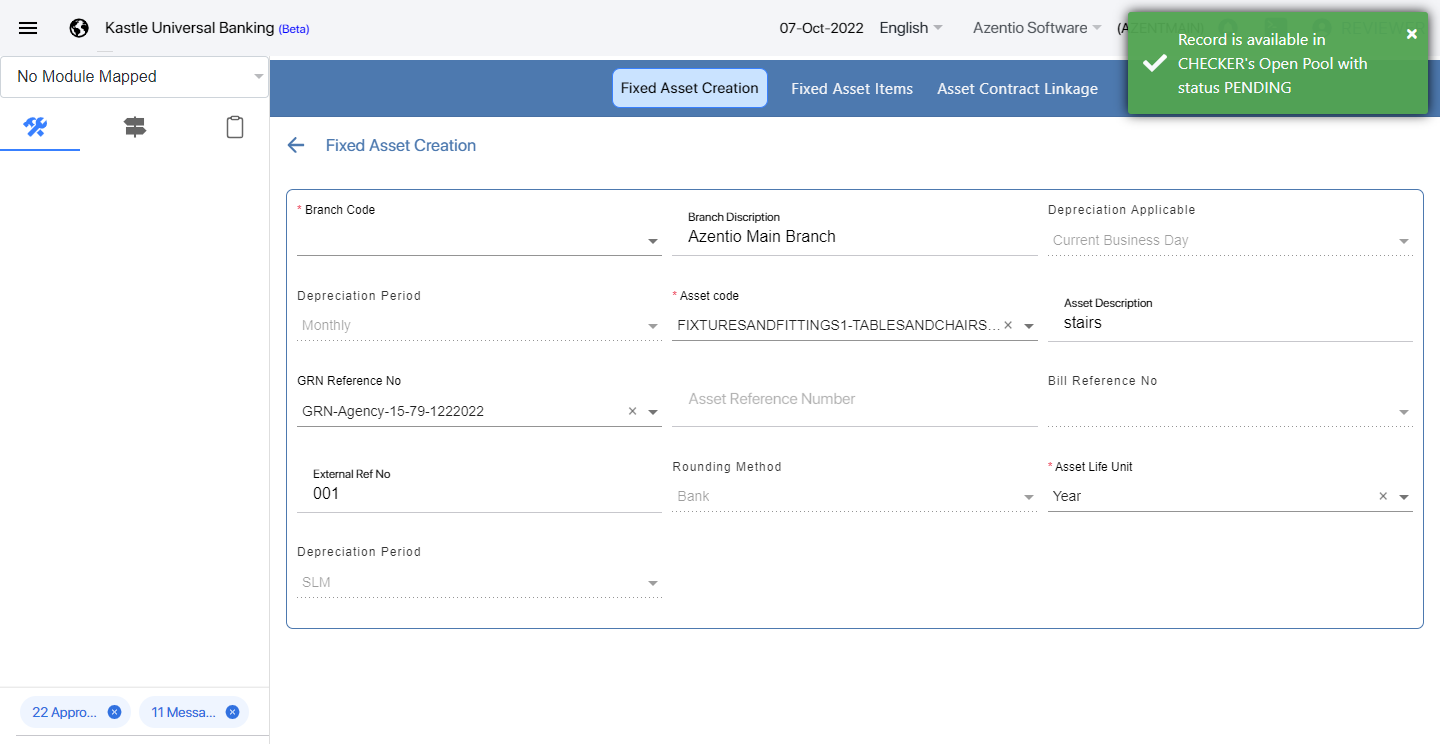 Kastle Universal Banking (Beta)
07-Oct-2022
English
Azentio Software
(AZENTMAIN)
REVIEWER
Record is available in
CHECKER's Open Pool with
status PENDING
No Module Mapped
Fixed Asset Creation
Fixed Asset Items
Asset Contract Linkage
Fixed Asset Creation
* Branch Code
Branch Discription
Azentio Main Branch
Depreciation Applicable
Current Business Day
Depreciation Period
Monthly
* Asset code
FIXTURESANDFITTINGS1-TABLESANDCHAIRS...
Asset Description
stairs
GRN Reference No
GRN-Agency-15-79-1222022
Asset Reference Number
Bill Reference No
External Ref No
001
Rounding Method
Bank
* Asset Life Unit
Year
Depreciation Period
SLM
22 Appro...
11 Messa...